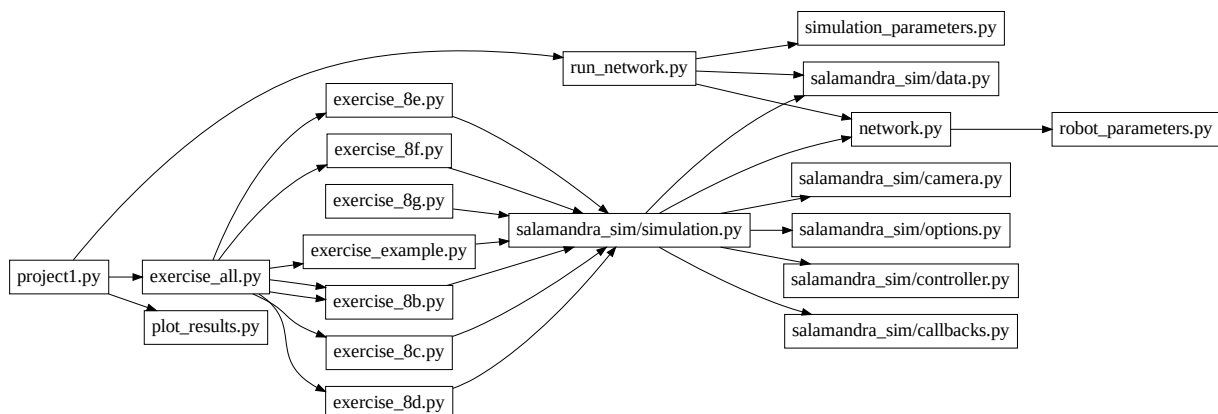 simulation_parameters.py
run_network.py
salamandra_sim/data.py
exercise_8e.py
network.py
robot_parameters.py
exercise_8f.py
salamandra_sim/camera.py
exercise_8g.py
salamandra_sim/simulation.py
salamandra_sim/options.py
exercise_example.py
project1.py
exercise_all.py
salamandra_sim/controller.py
exercise_8b.py
plot_results.py
salamandra_sim/callbacks.py
exercise_8c.py
exercise_8d.py